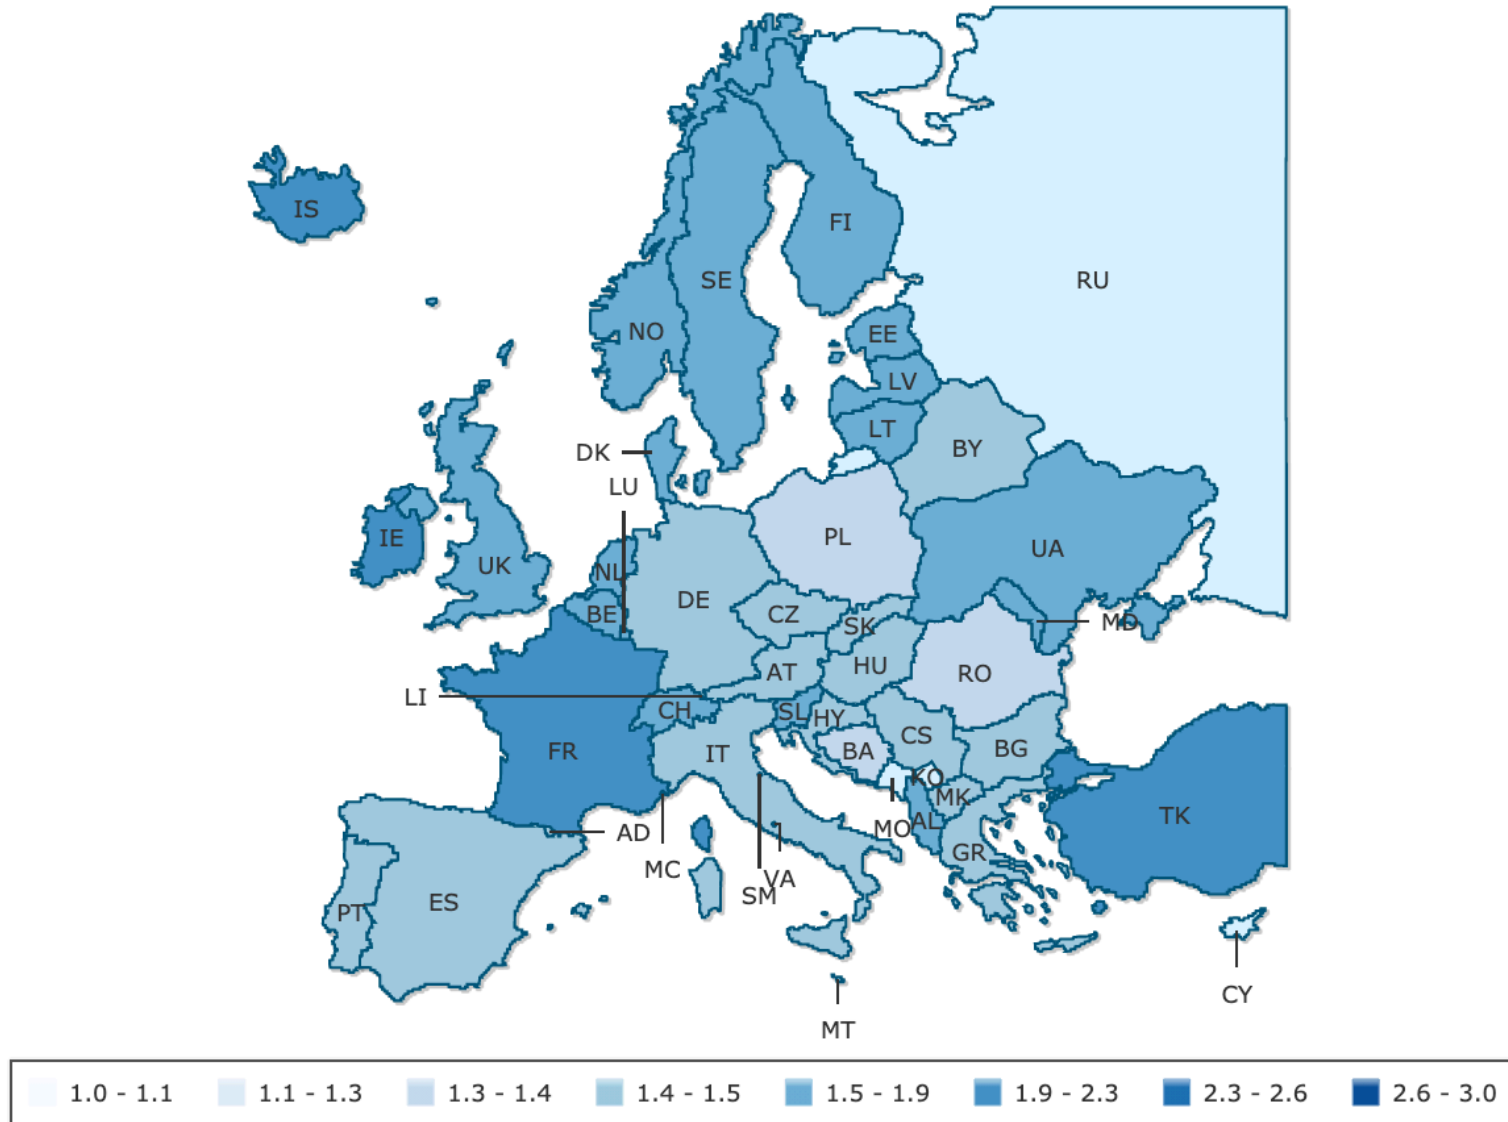 IS
FI
SE
RU
NO
EE
LV
LT
DK
BY
LU
PL
IE
UA
UK
NL
DE
BE
CZ
SK
MD
HU
AT
RO
LI
CH
SL
HY
CS
BG
FR
IT
BA
KO
MK
TK
AL
MO
AD
GR
MC
VA
SM
ES
PT
CY
MT
1.0 - 1.1
1.1 - 1.3
1.3 - 1.4
1.4 - 1.5
1.5 - 1.9
1.9 - 2.3
2.3 - 2.6
2.6 - 3.0